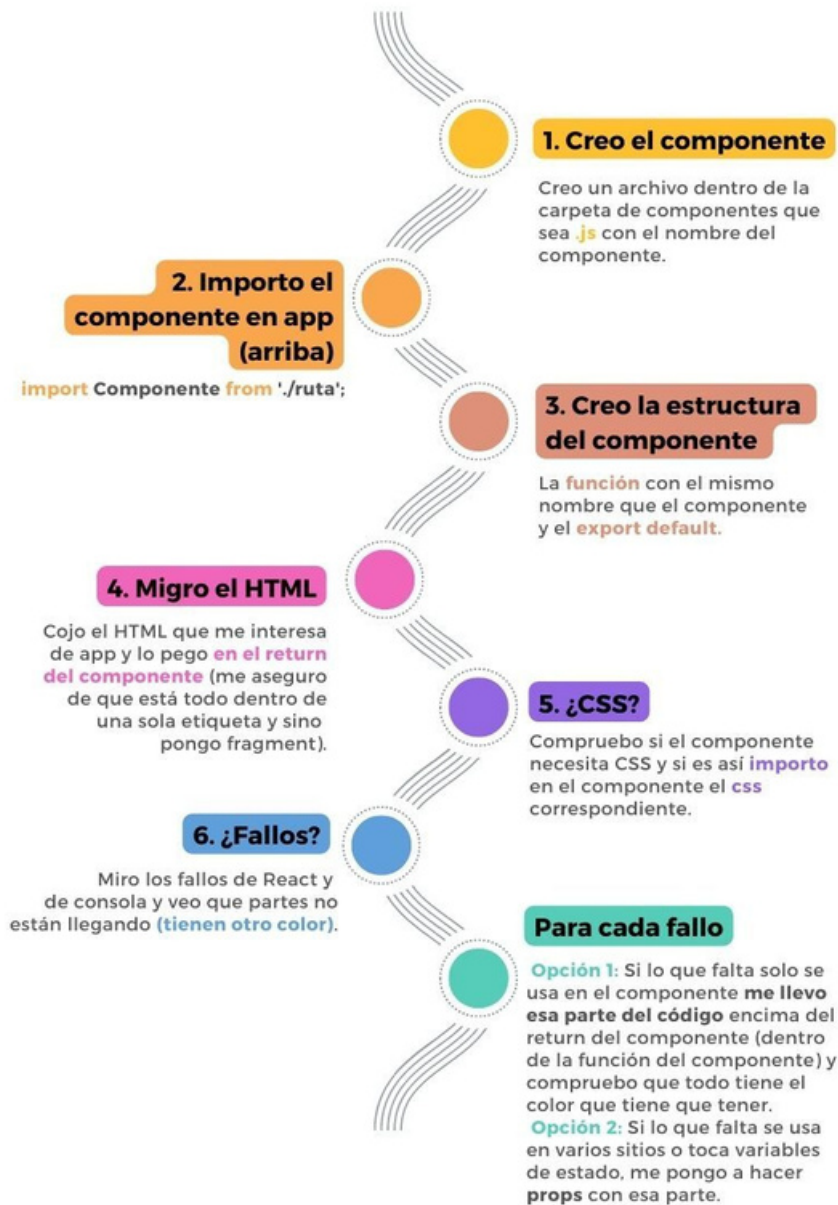 1. Creo el componente
Creo un archivo dentro de la
carpeta de componentes que
sea .js con el nombre del
componente.
2. Importo el
componente en app
(arriba)
import Componente from './ruta';
3. Creo la estructura
del componente
La función con el mismo
nombre que el componente
y el export default.
4. Migro el HTML
Cojo el HTML que me interesa
de app y lo pego en el return
del componente (me aseguro
de que está todo dentro de
una sola etiqueta y sino
pongo fragment).
5. ¿CSS?
Compruebo si el componente
necesita CSS y si es así importo
en el componente el css
correspondiente.
6. ¿Fallos?
Miro los fallos de React y
de consola y veo que partes no
están llegando (tienen otro color).
Para cada fallo
Opción 1: Si lo que falta solo se
usa en el componente me llevo
esa parte del código encima del
return del componente (dentro
de la función del componente) y
compruebo que todo tiene el
color que tiene que tener.
Opción 2: Si lo que falta se usa
en varios sitios o toca variables
de estado, me pongo a hacer
props con esa parte.